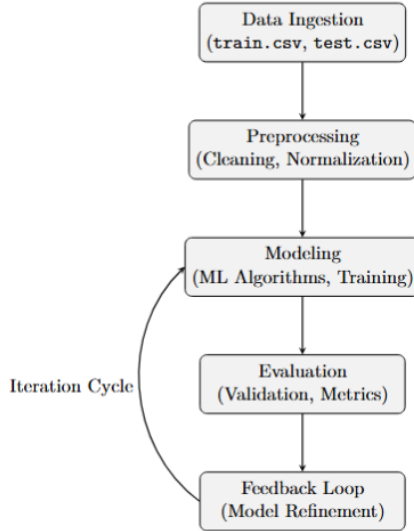 Data Ingestion
(train.csv, test.csv)
Preprocessing
(Cleaning, Normalization)
Modeling
(ML Algorithms, Training)
Iteration Cycle
Evaluation
(Validation, Metrics)
Feedback Loop
(Model Refinement)